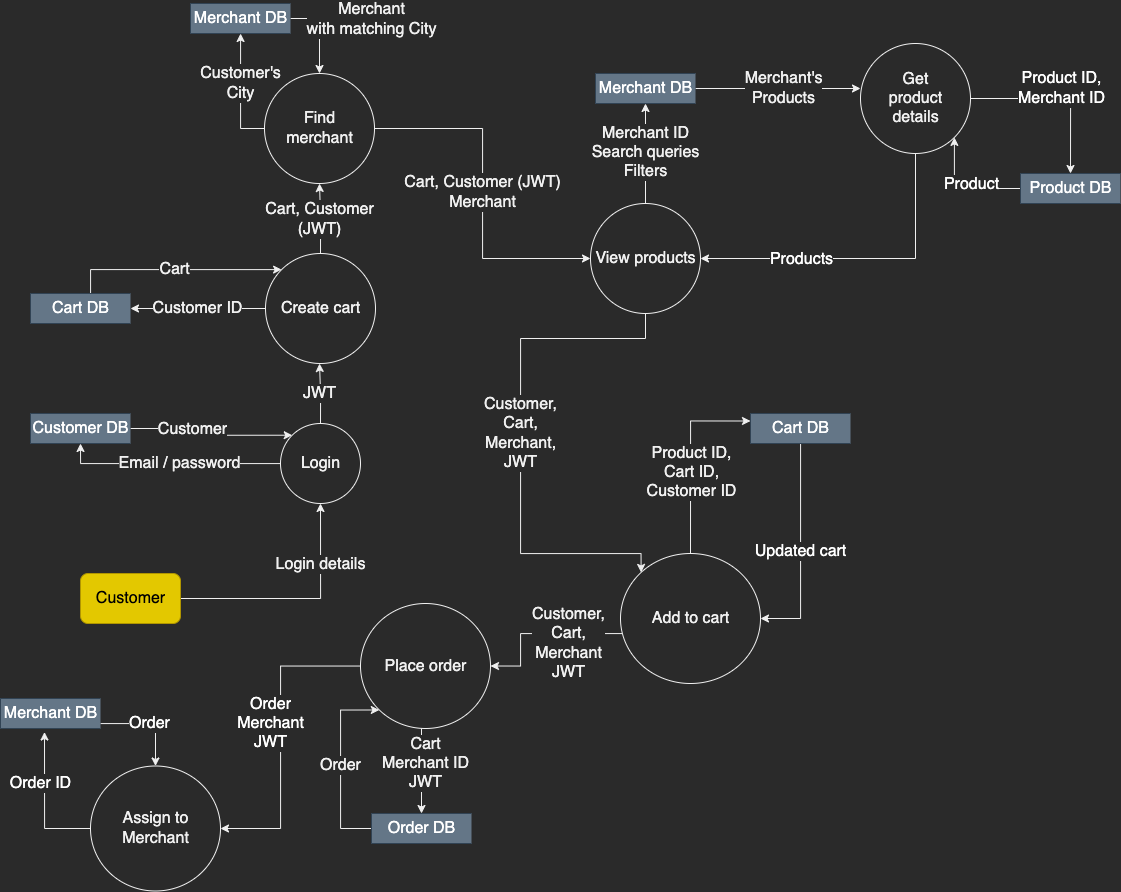 Merchant DB
Merchant
with matching City
Customer's
City
Find
merchant
Cart, Customer (JWT)
Merchant
Cart, Customer
(JWT)
Cart
Cart DB
Customer ID
Create cart
JWT
Customer DB
Customer
Email / password
Login
Login details
Customer
Merchant DB
Merchant's
Products
Get
product
details
Product ID,
Merchant ID
Merchant ID
Search queries
Filters
Product
Product DB
View products
Products
Customer,
Cart,
Merchant,
JWT
Product ID,
Cart ID,
Customer ID
Cart DB
Updated cart
Add to cart
Customer,
Cart,
Merchant
JWT
Place order
Order
Merchant
JWT
Order
Cart
Merchant ID
JWT
Order DB
Merchant DB
Order
Order ID
Assign to
Merchant